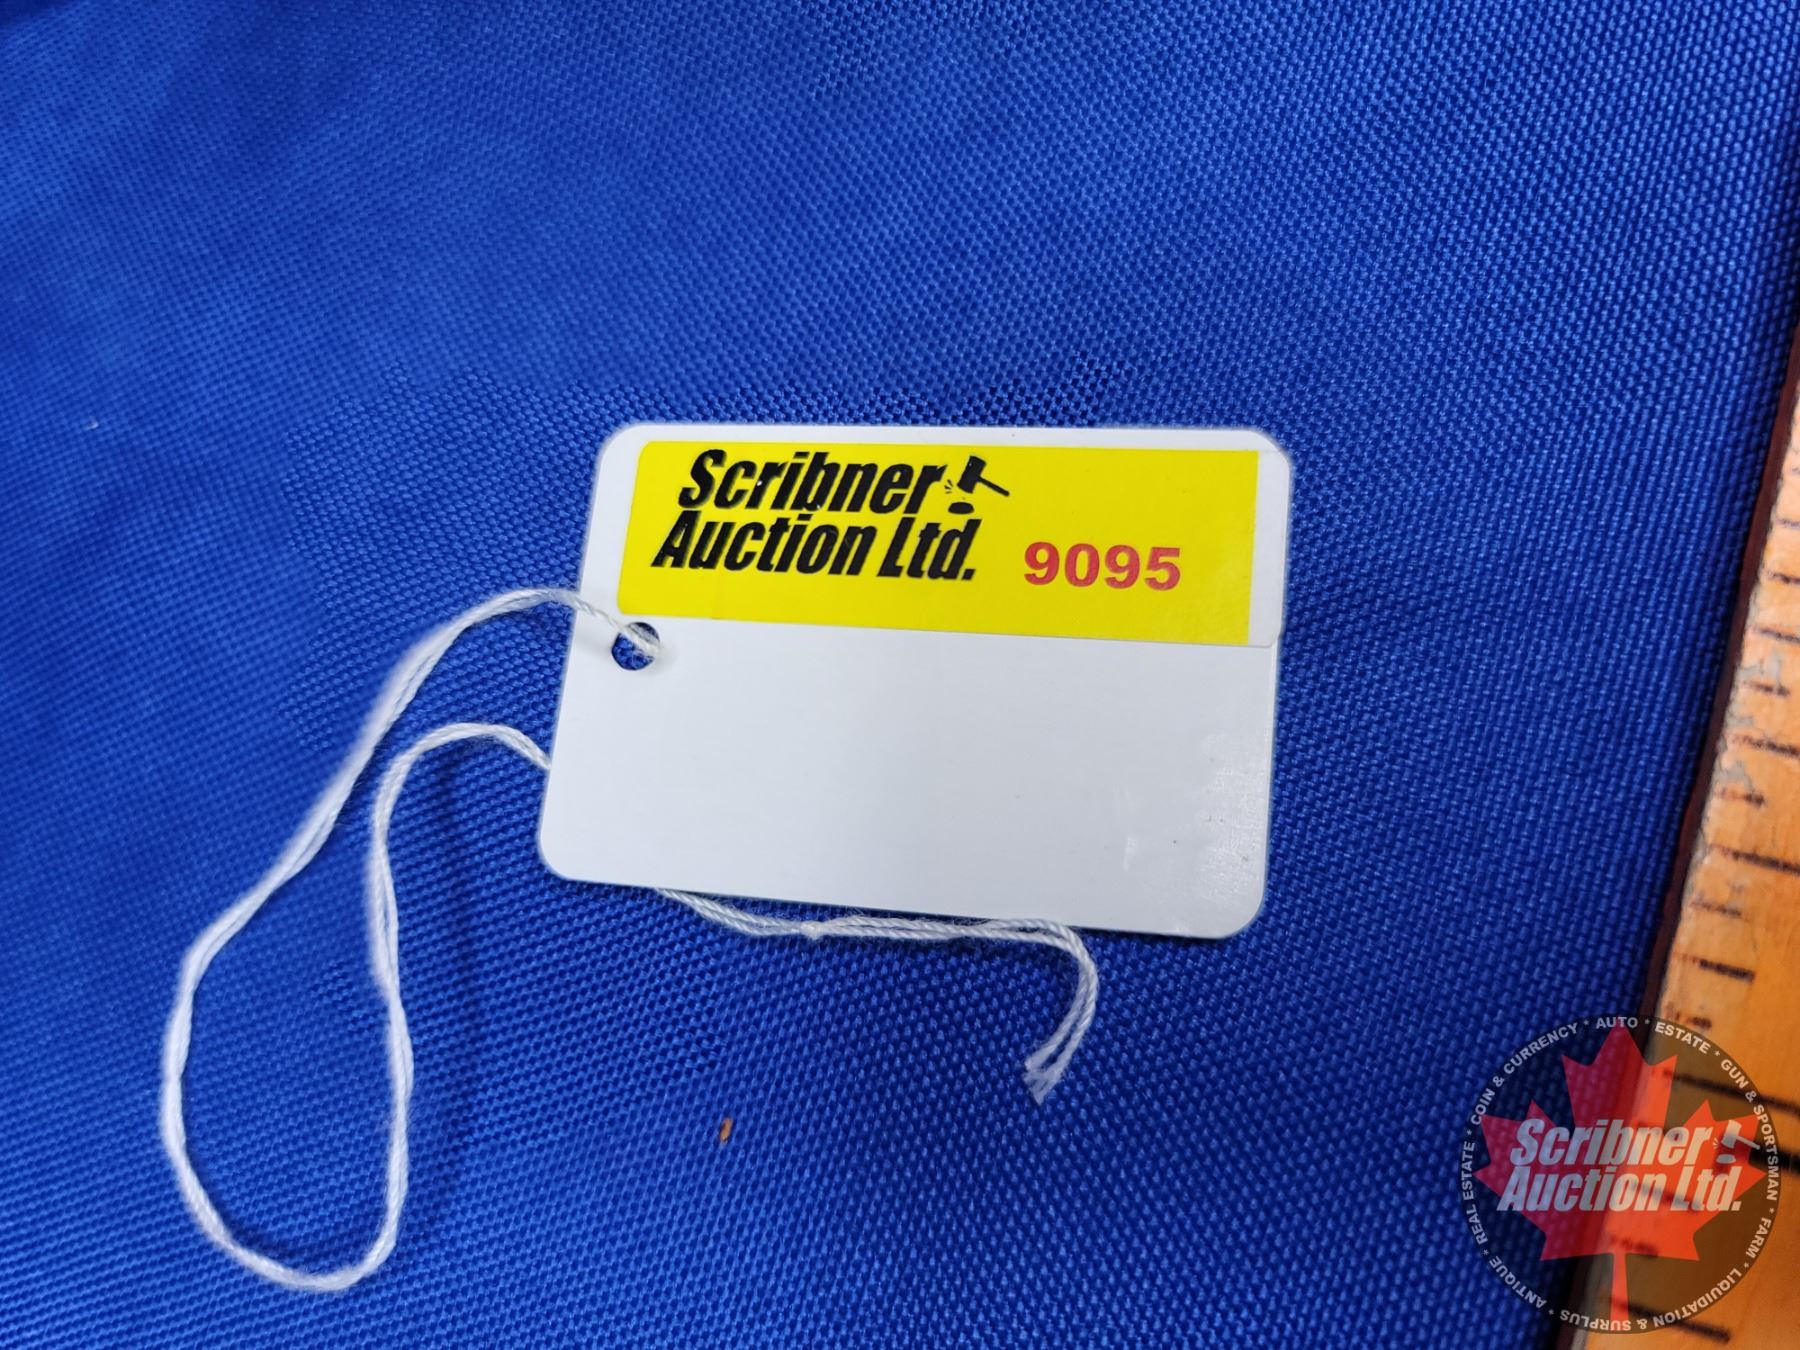 Scribner
Auction Ltd. 9095
Scribner
Auction Ltd.
ANTIQUE * REAL ESTATE * COIN & CURRENCY * AUTO * ESTATE * GUN & SPORTSMAN * FARM * LIQUIDATION & SURPLUS *